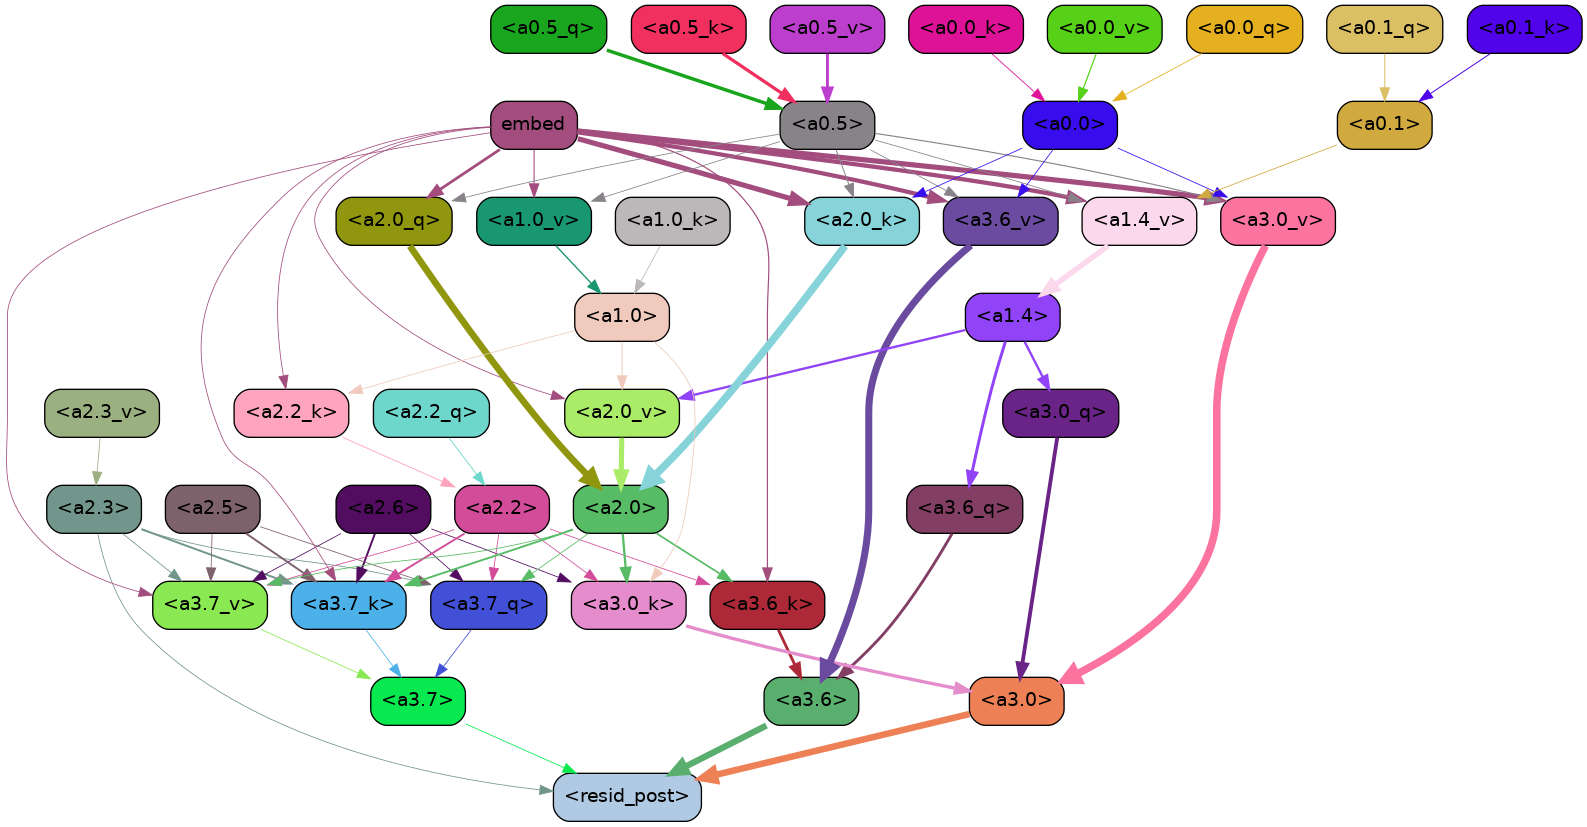 <a0.5_q> <a0.5_k> <a0.5_v> <a0.0_k> <a0.0_v> <a0.0_q> <a0.1_q> <a0.1_k>
embed <a0.5> <a0.0> <a0.1>
<a2.0_q> <a1.0_v> <a1.0_k> <a2.0_k> <a3.6_v> <a1.4_v> <a3.0_v>
<a1.0> <a1.4>
<a2.3_v> <a2.2_k> <a2.2_q> <a2.0_v> <a3.0_q>
<a2.3> <a2.5> <a2.6> <a2.2> <a2.0> <a3.6_q>
<a3.7_v> <a3.7_k> <a3.7_q> <a3.0_k> <a3.6_k>
<a3.7> <a3.6> <a3.0>
<resid_post>